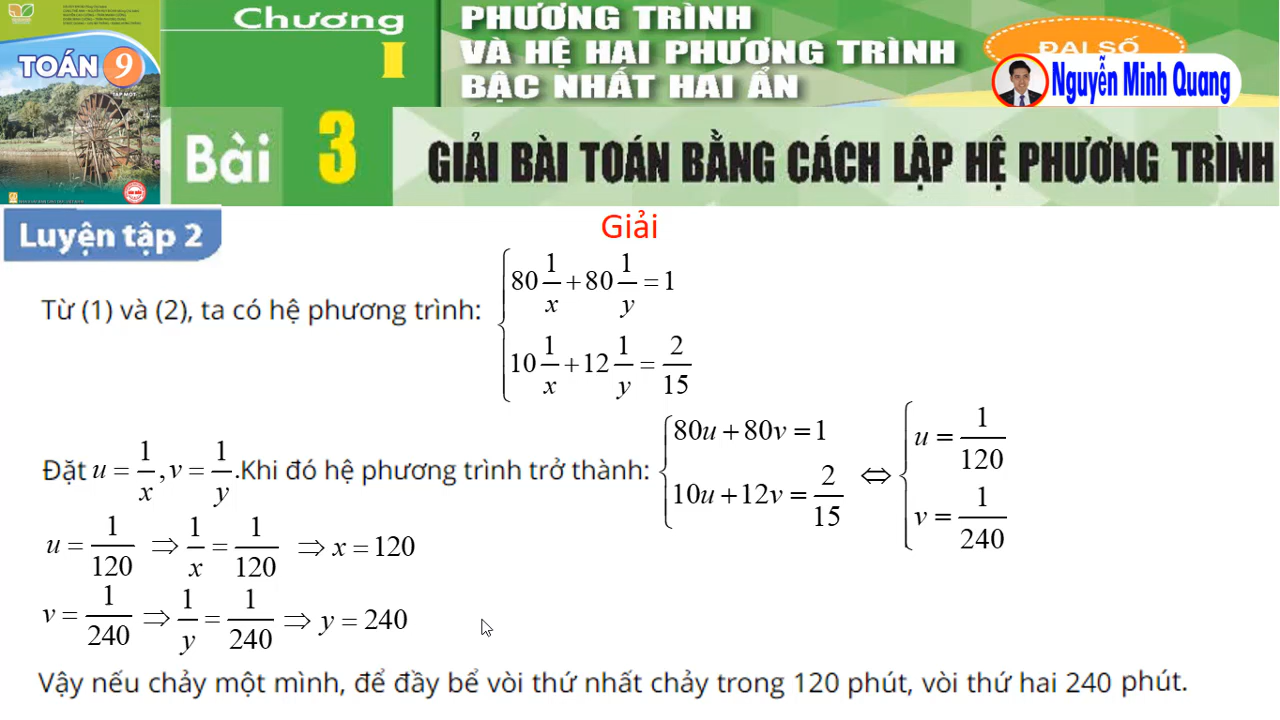 TOÁN 9
TẬP MỘT
Chương
I
PHƯƠNG TRÌNH
VÀ HỆ HAI PHƯƠNG TRÌNH
BẬC NHẤT HAI ẨN
ĐẠI SỐ
Nguyễn Minh Quang
Bài 3
GIẢI BÀI TOÁN BẰNG CÁCH LẬP HỆ PHƯƠNG TRÌNH
Luyện tập 2
Giải
Từ (1) và (2), ta có hệ phương trình: { 80 1/x + 80 1/y = 1
10 1/x + 12 1/y = 2/15
Đặt u = 1/x, v = 1/y .Khi đó hệ phương trình trở thành: { 80u + 80v = 1 ; 10u + 12v = 2/15 ⇔ { u = 1/120 ; v = 1/240
u = 1/120 ⇒ 1/x = 1/120 ⇒ x = 120
v = 1/240 ⇒ 1/y = 1/240 ⇒ y = 240
Vậy nếu chảy một mình, để đầy bể vòi thứ nhất chảy trong 120 phút, vòi thứ hai 240 phút.